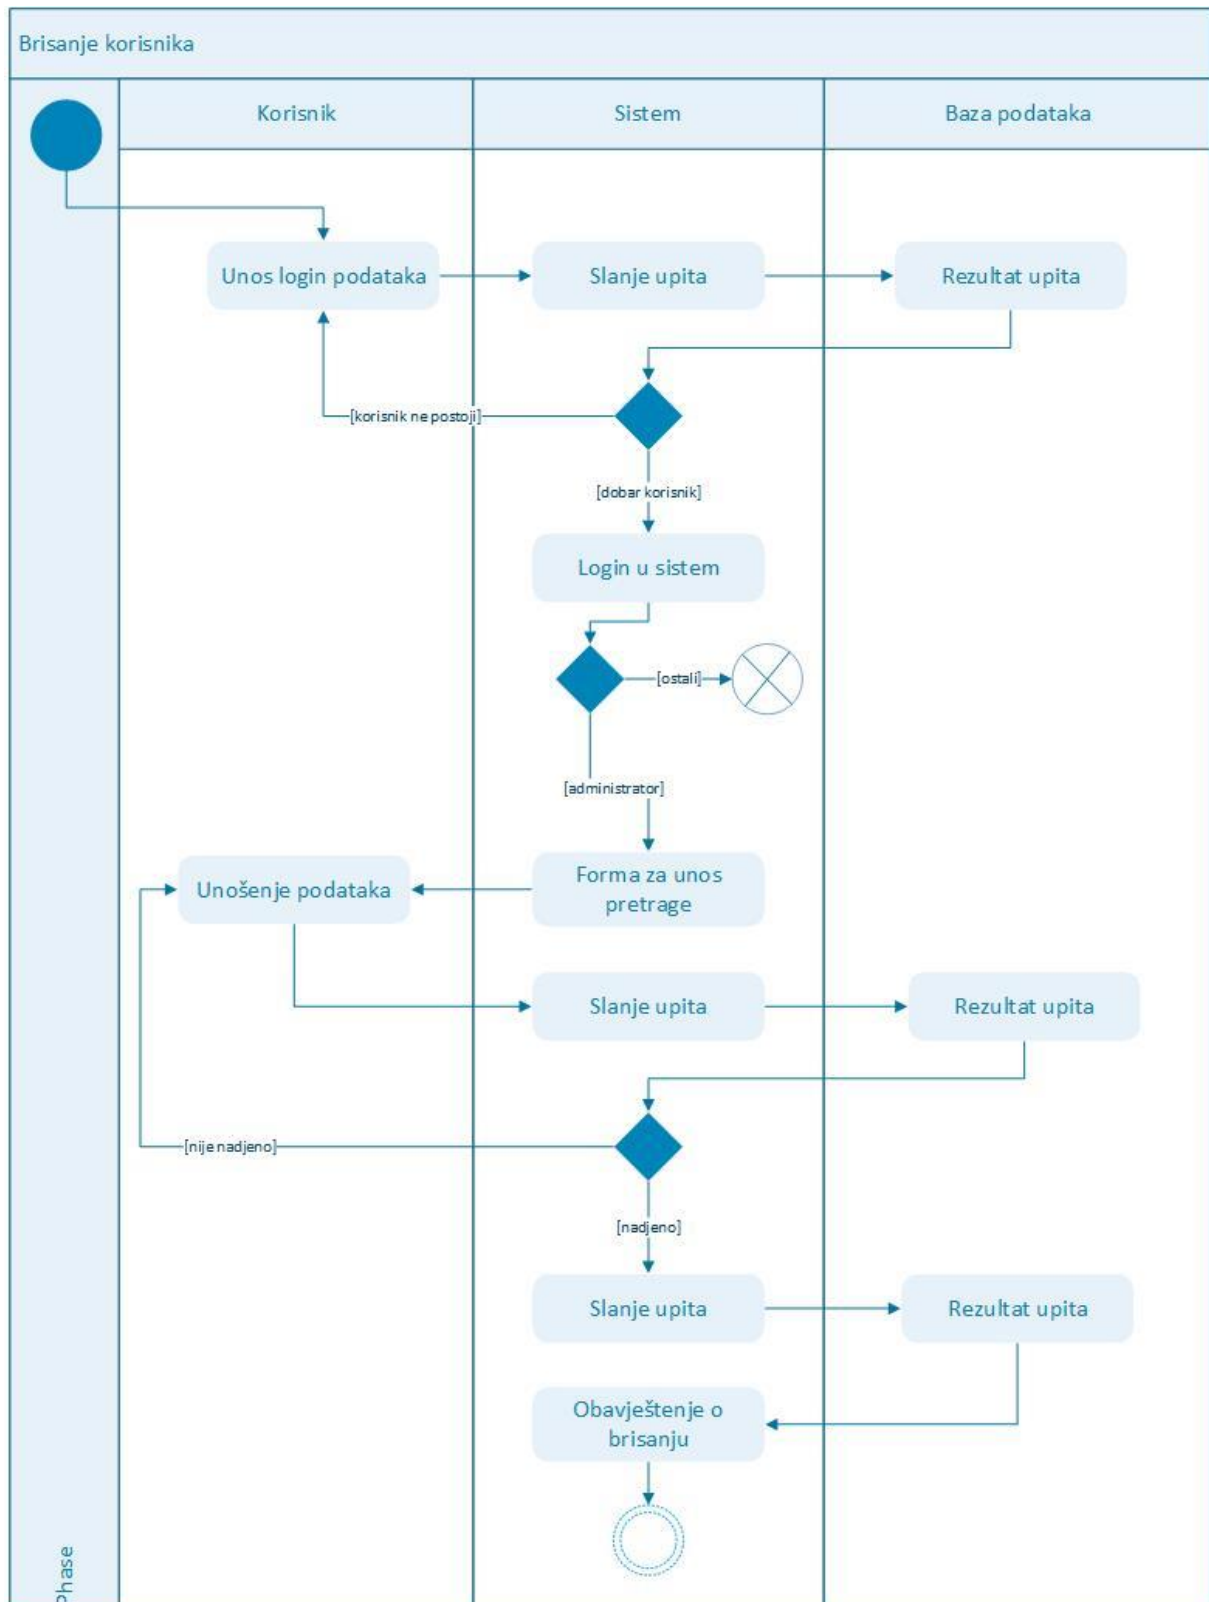 Brisanje korisnika
Korisnik
Sistem
Baza podataka
Unos login podataka
Slanje upita
Rezultat upita
[korisnik ne postoji]
[dobar korisnik]
Login u sistem
[ostali]
[administrator]
Unošenje podataka
Forma za unos
pretrage
Slanje upita
Rezultat upita
[nije nadjeno]
[nadjeno]
Slanje upita
Rezultat upita
Obavještenje o
brisanju
Phase